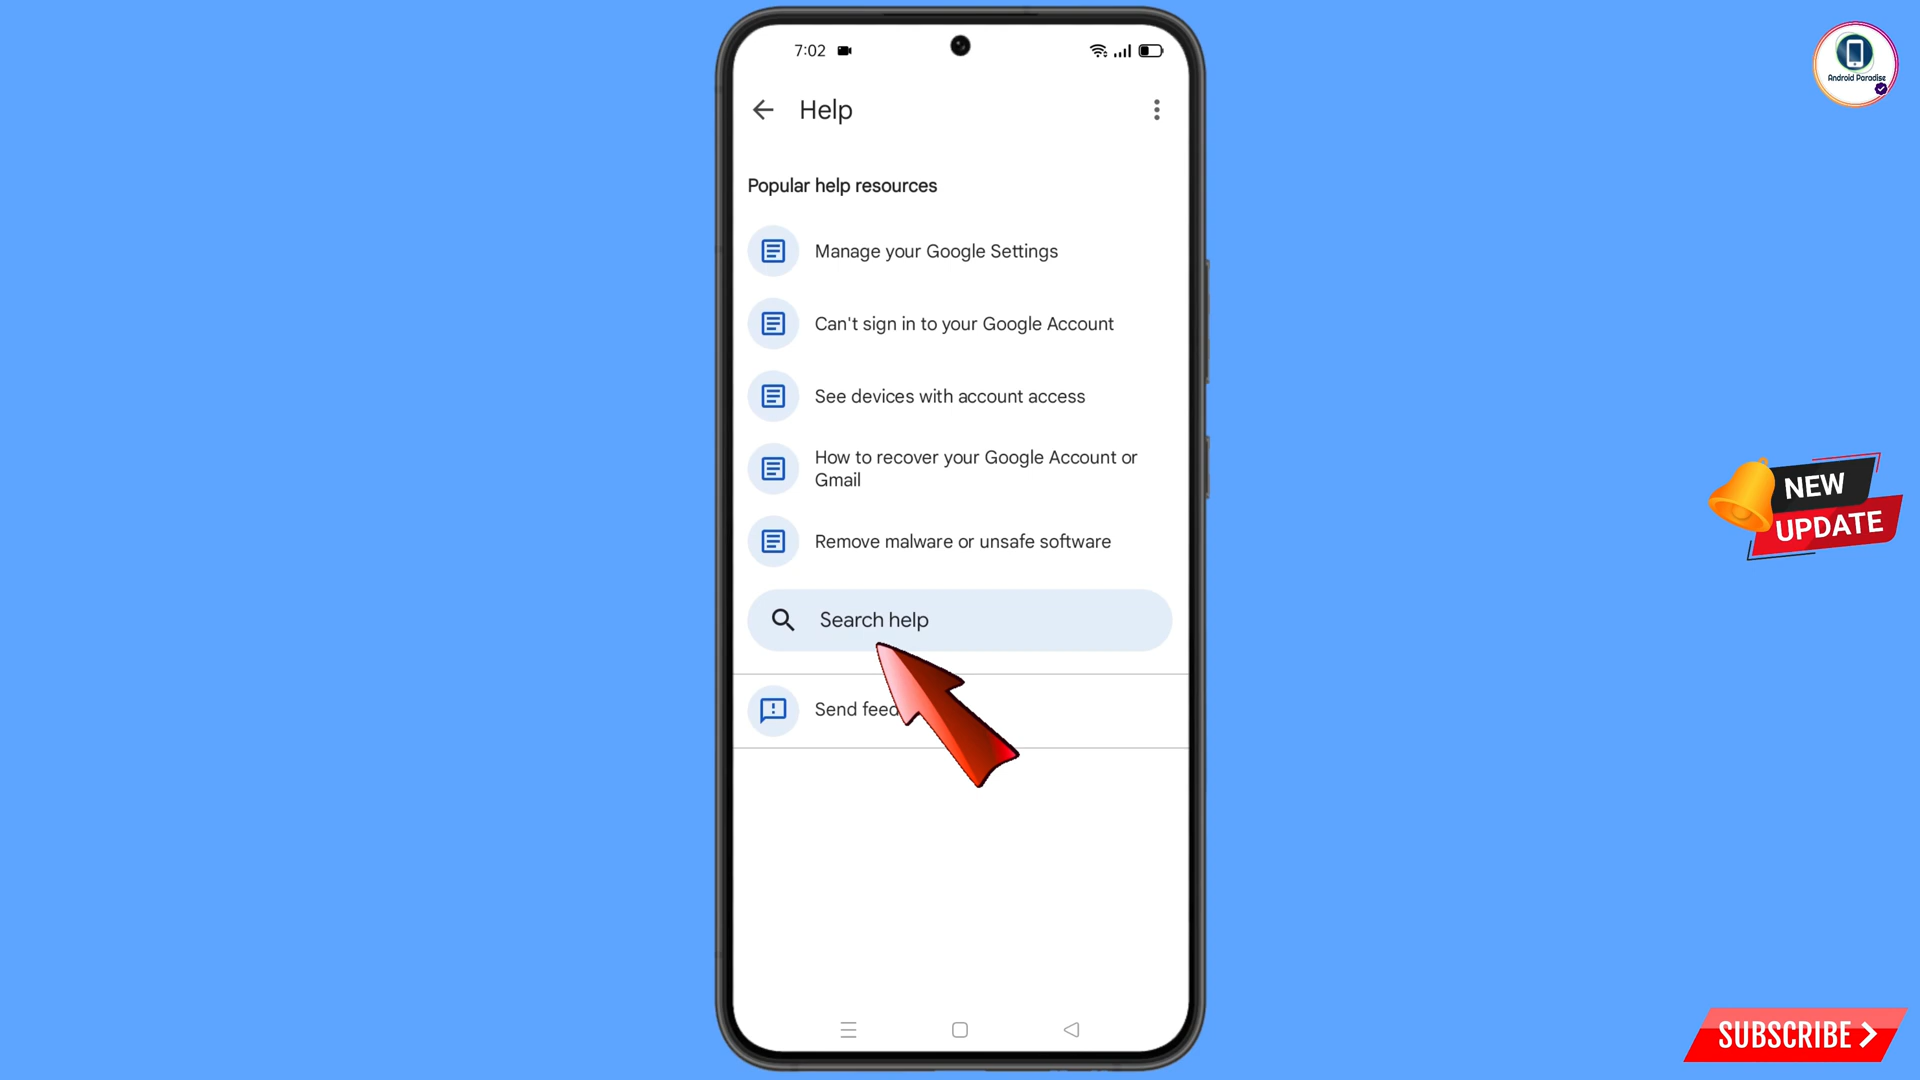 7:02
Android Paradise
Help
Popular help resources
Manage your Google Settings
Can't sign in to your Google Account
See devices with account access
How to recover your Google Account or
Gmail
NEW
UPDATE
Remove malware or unsafe software
Search help
Send feed
SUBSCRIBE